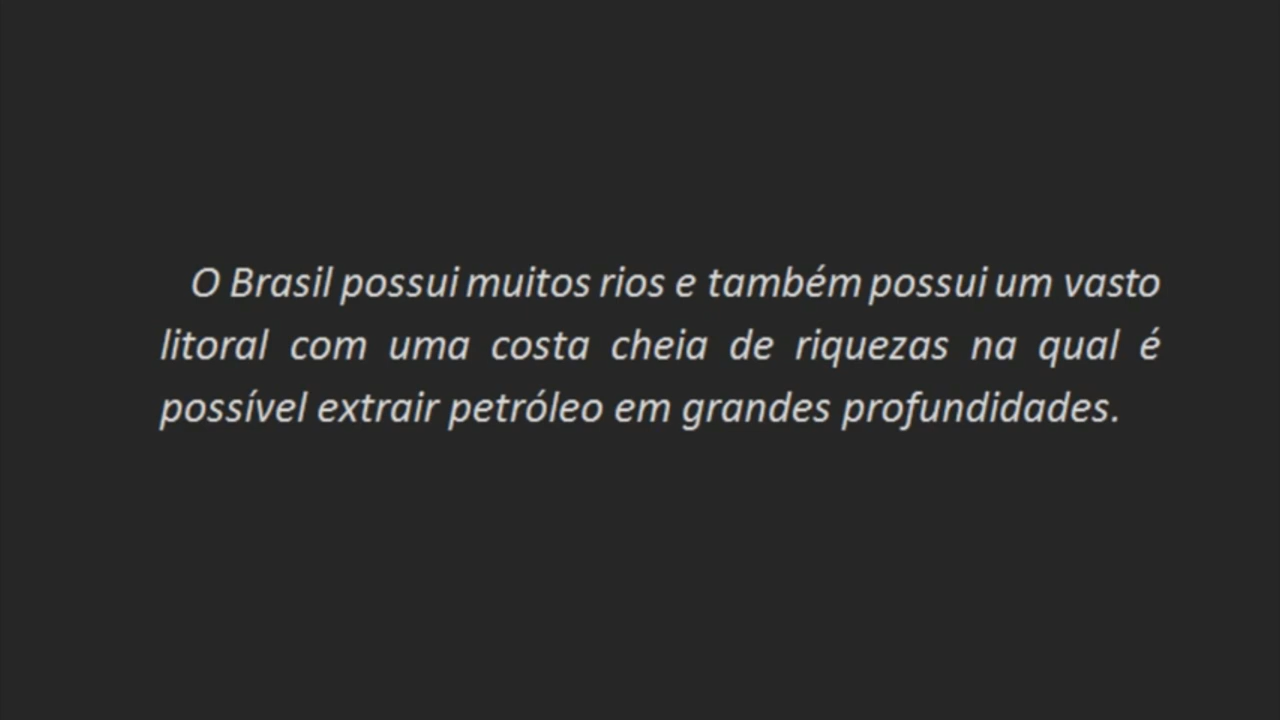 O Brasil possui muitos rios e também possui um vasto
litoral com uma costa cheia de riquezas na qual é
possível extrair petróleo em grandes profundidades.